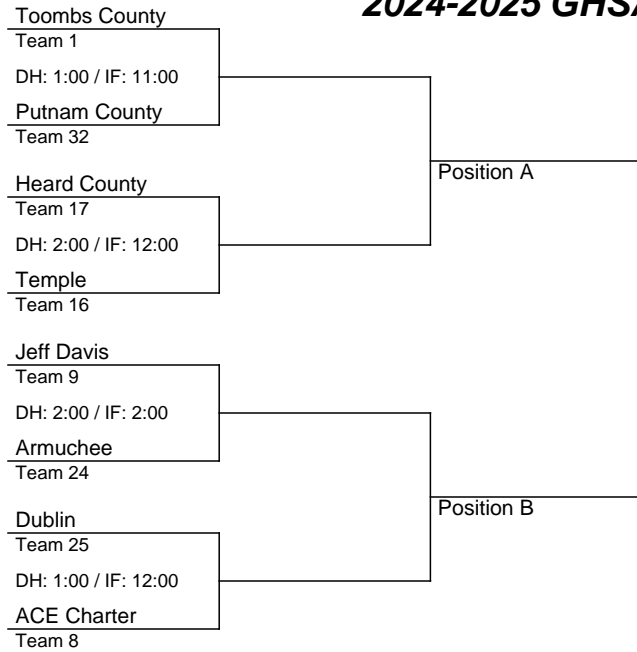 2024-2025 GHSA
Toombs County
Team 1
DH: 1:00 / IF: 11:00
Putnam County
Team 32
Position A
Heard County
Team 17
DH: 2:00 / IF: 12:00
Temple
Team 16
Jeff Davis
Team 9
DH: 2:00 / IF: 2:00
Armuchee
Team 24
Position B
Dublin
Team 25
DH: 1:00 / IF: 12:00
ACE Charter
Team 8